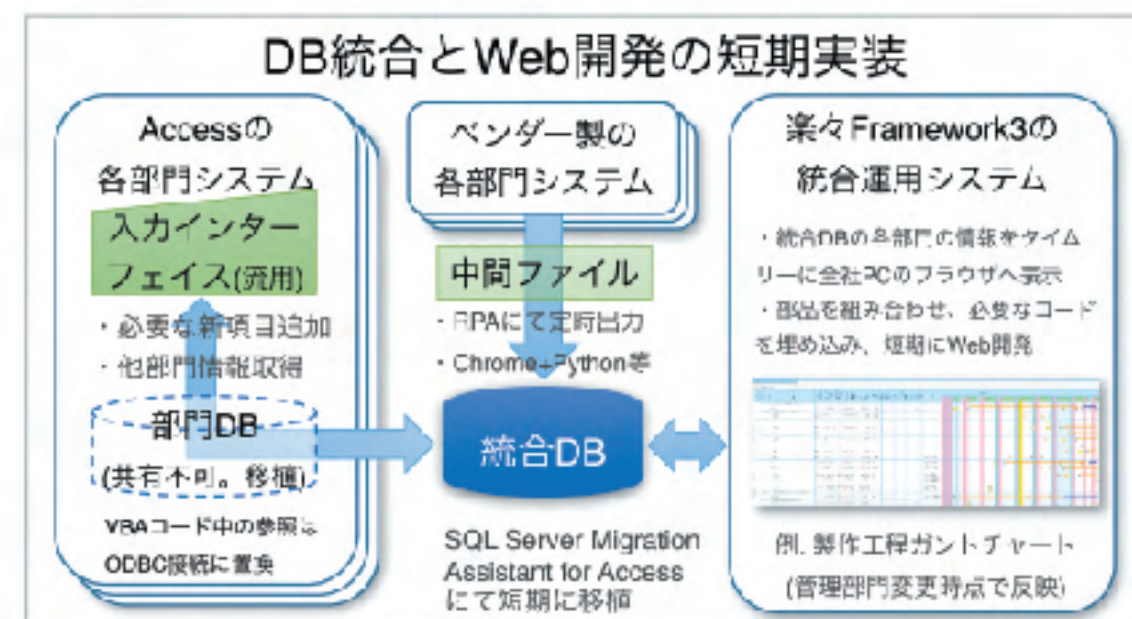 DB統合とWeb開発の短期実装
Accessの
各部門システム
入力インター
フェイス(流用)
・必要な新項目追加
・他部門情報取得
部門DB
(共有不可。移植)
VBAコード中の参照は
ODBC接続に置換
ベンダー製の
各部門システム
中間ファイル
・RPAにて定時出力
・Chrome+Python等
統合DB
SQL Server Migration
Assistant for Access
にて短期に移植
楽々Framework3の
統合運用システム
・統合DBの各部門の情報をタイム
リーに全社PCのブラウザへ表示
・部品を組み合わせ、必要なコード
を埋め込み、短期にWeb開発
例. 製作工程ガントチャート
(管理部門変更時点で反映)